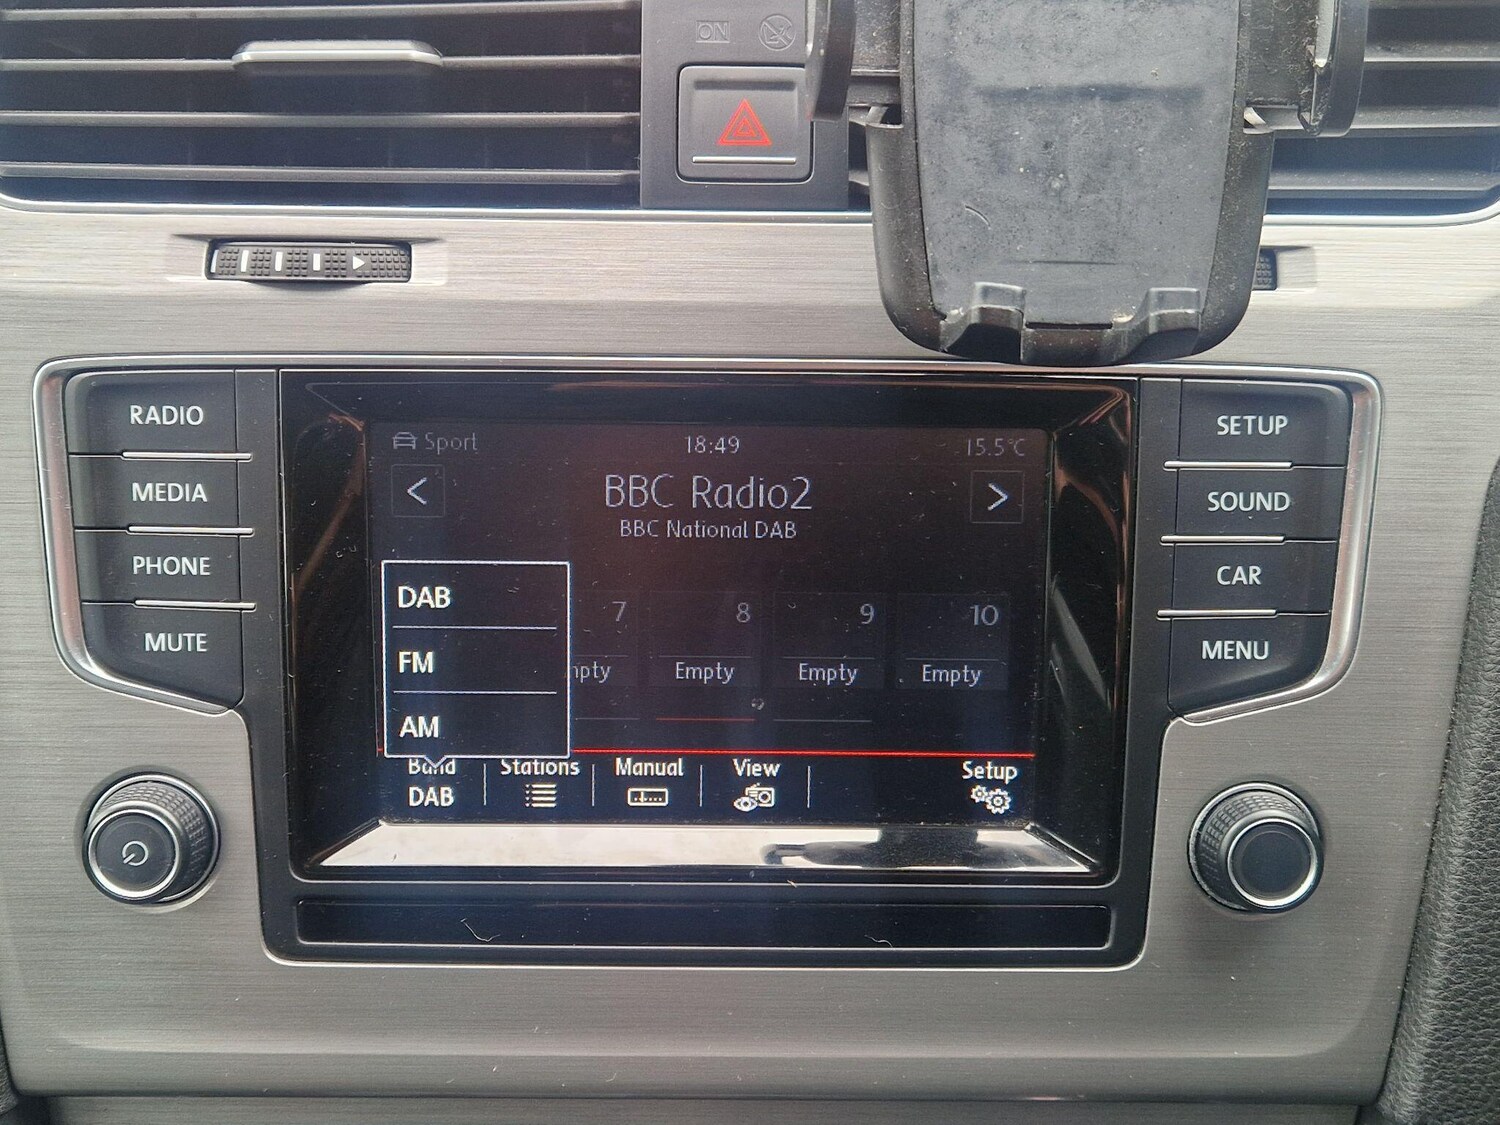 ON
RADIO
MEDIA
PHONE
MUTE
Sport
18:49
15.5°C
<
BBC Radio2
>
BBC National DAB
DAB
FM
AM
7
8
9
10
Empty
Empty
Empty
Band
DAB
Stations
Manual
View
Setup
SETUP
SOUND
CAR
MENU